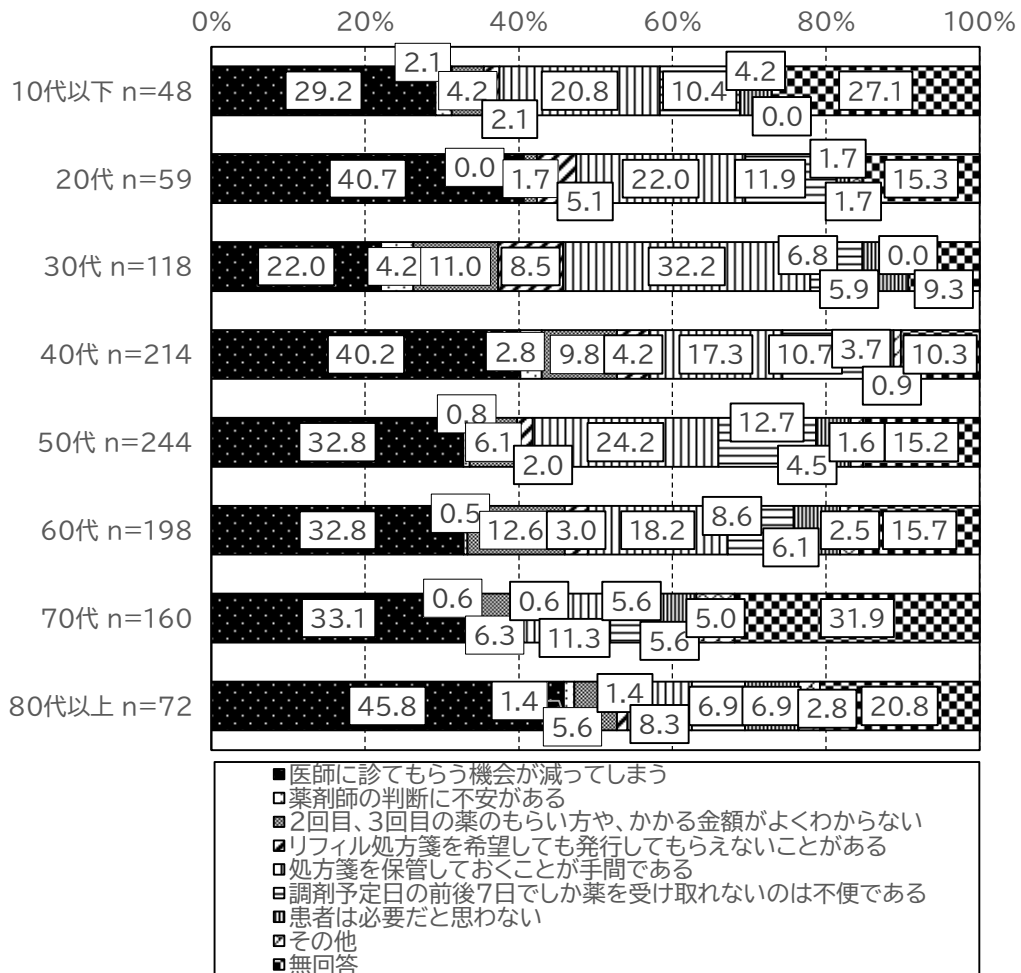 0% 20% 40% 60% 80% 100%
10代以下 n=48 29.2 2.1 4.2 2.1 20.8 10.4 4.2 0.0 27.1
20代 n=59 40.7 0.0 1.7 5.1 22.0 11.9 1.7 1.7 15.3
30代 n=118 22.0 4.2 11.0 8.5 32.2 6.8 5.9 0.0 9.3
40代 n=214 40.2 2.8 9.8 4.2 17.3 10.7 3.7 0.9 10.3
50代 n=244 32.8 0.8 6.1 2.0 24.2 12.7 4.5 1.6 15.2
60代 n=198 32.8 0.5 12.6 3.0 18.2 8.6 6.1 2.5 15.7
70代 n=160 33.1 0.6 6.3 0.6 11.3 5.6 5.6 5.0 31.9
80代以上 n=72 45.8 1.4 5.6 1.4 8.3 6.9 6.9 2.8 20.8
医師に診てもらう機会が減ってしまう
薬剤師の判断に不安がある
2回目、3回目の薬のもらい方や、かかる金額がよくわからない
リフィル処方箋を希望しても発行してもらえないことがある
処方箋を保管しておくことが手間である
調剤予定日の前後7日でしか薬を受け取れないのは不便である
患者は必要だと思わない
その他
無回答